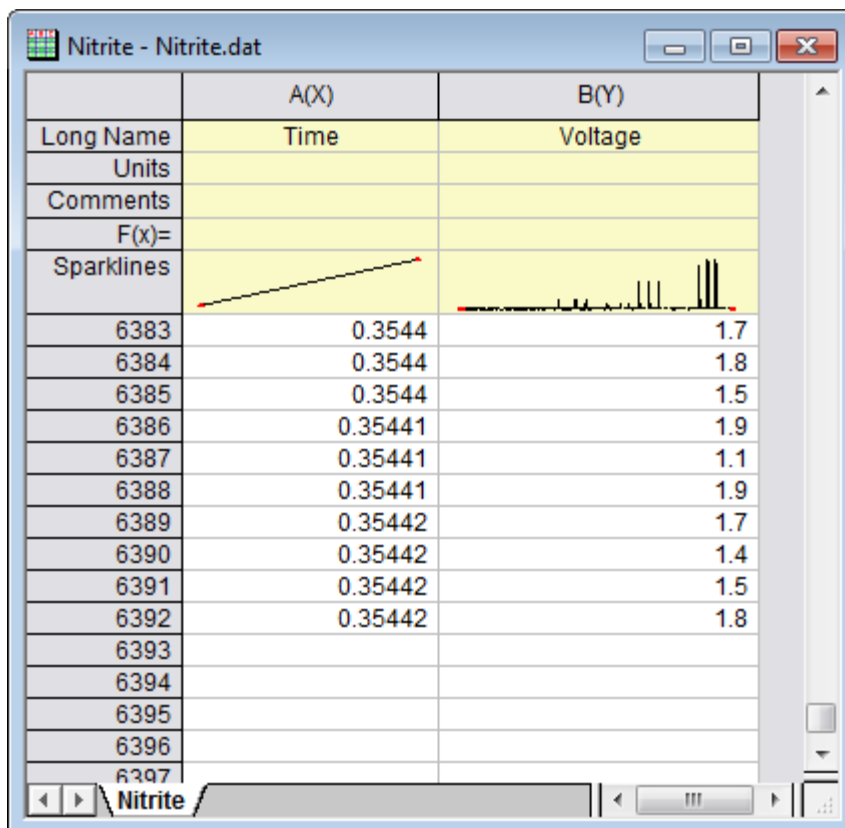 Nitrite - Nitrite.dat
A(X) B(Y)
Long Name Time Voltage
Units
Comments
F(x)=
Sparklines
6383 0.3544 1.7
6384 0.3544 1.8
6385 0.3544 1.5
6386 0.35441 1.9
6387 0.35441 1.1
6388 0.35441 1.9
6389 0.35442 1.7
6390 0.35442 1.4
6391 0.35442 1.5
6392 0.35442 1.8
6393
6394
6395
6396
6397
Nitrite